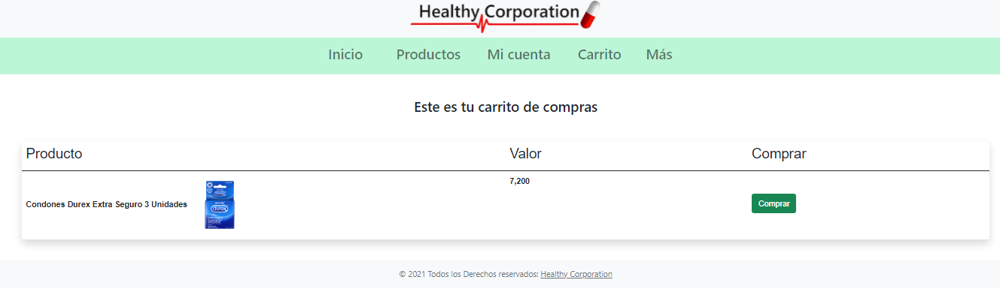 Healthy Corporation
Inicio Productos Mi cuenta Carrito Más
Este es tu carrito de compras
Producto Valor Comprar
7,200
Condones Durex Extra Seguro 3 Unidades
durex
Comprar
© 2021 Todos los Derechos reservados: Healthy Corporation